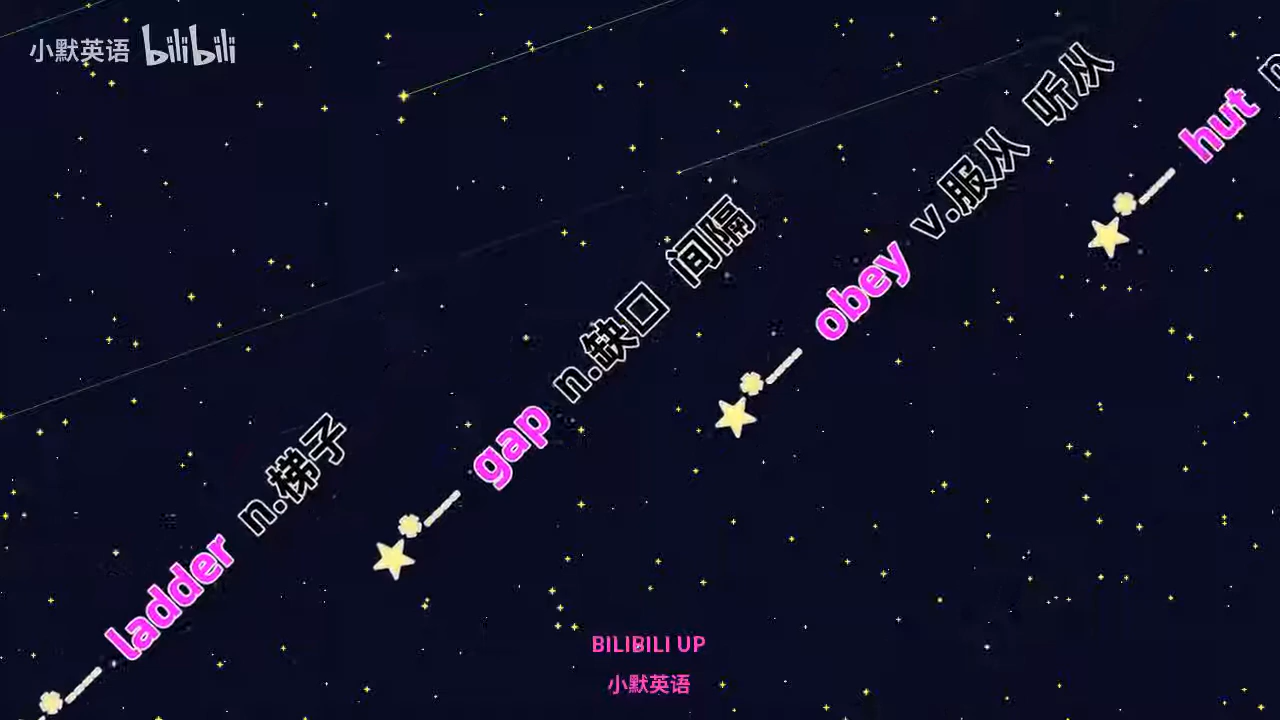 小默英语 bilibili
ladder n.梯子
gap n.缺口 间隔
obey v.服从 听从
hut
BILIBILI UP
小默英语